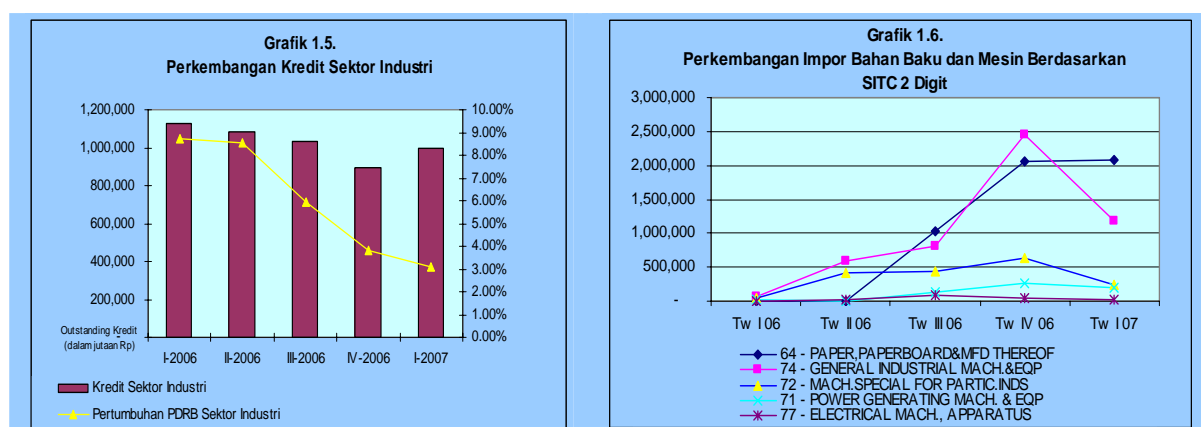 Grafik 1.5.
Perkembangan Kredit Sektor Industri
1,200,000
1,000,000
800,000
600,000
400,000
200,000
Outstanding Kredit
(dalam jutaan Rp)
10.00%
9.00%
8.00%
7.00%
6.00%
5.00%
4.00%
3.00%
2.00%
1.00%
0.00%
I-2006 II-2006 III-2006 IV-2006 I-2007
Kredit Sektor Industri
Pertumbuhan PDRB Sektor Industri
Grafik 1.6.
Perkembangan Impor Bahan Baku dan Mesin Berdasarkan
SITC 2 Digit
3,000,000
2,500,000
2,000,000
1,500,000
1,000,000
500,000
-
Tw I 06 Tw II 06 Tw III 06 Tw IV 06 Tw I 07
64 - PAPER,PAPERBOARD&MFD THEREOF
74 - GENERAL INDUSTRIAL MACH.&EQP
72 - MACH.SPECIAL FOR PARTIC.INDS
71 - POWER GENERATING MACH. & EQP
77 - ELECTRICAL MACH., APPARATUS